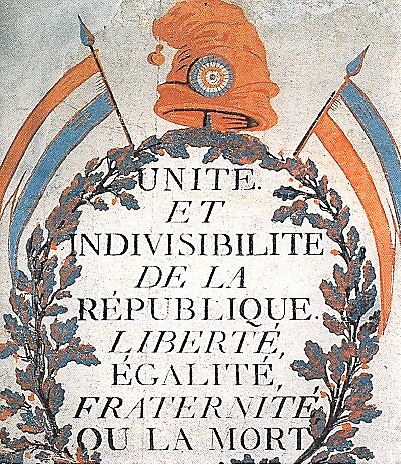 UNITE.
ET
INDIVISIBILITE
DE LA
RÉPUBLIQUE.
LIBERTÉ,
ÉGALITÉ,
FRATERNITÉ
OU LA MORT